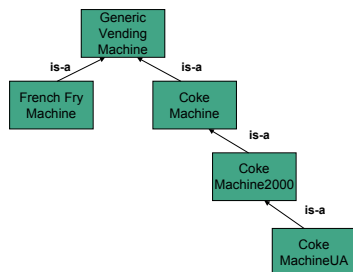 Generic
Vending
Machine
is-a
is-a
French Fry
Machine
Coke
Machine
is-a
Coke
Machine2000
is-a
Coke
MachineUA